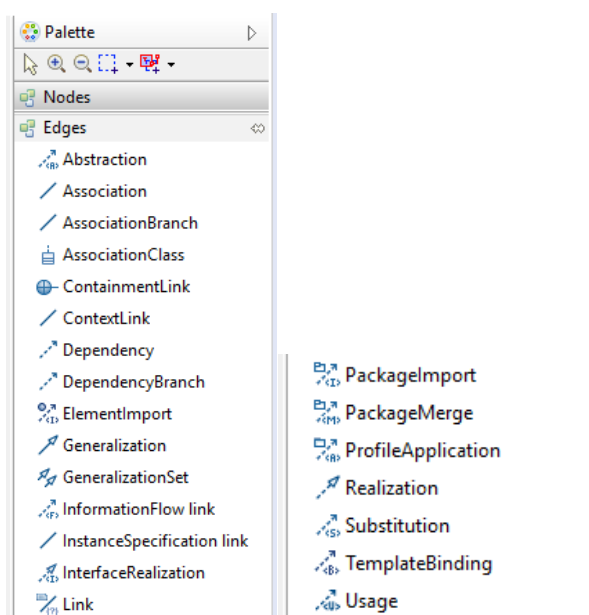 Palette
Nodes
Edges
Abstraction
Association
AssociationBranch
AssociationClass
ContainmentLink
ContextLink
Dependency
DependencyBranch
ElementImport
Generalization
GeneralizationSet
InformationFlow link
InstanceSpecification link
InterfaceRealization
Link
PackageImport
PackageMerge
ProfileApplication
Realization
Substitution
TemplateBinding
Usage